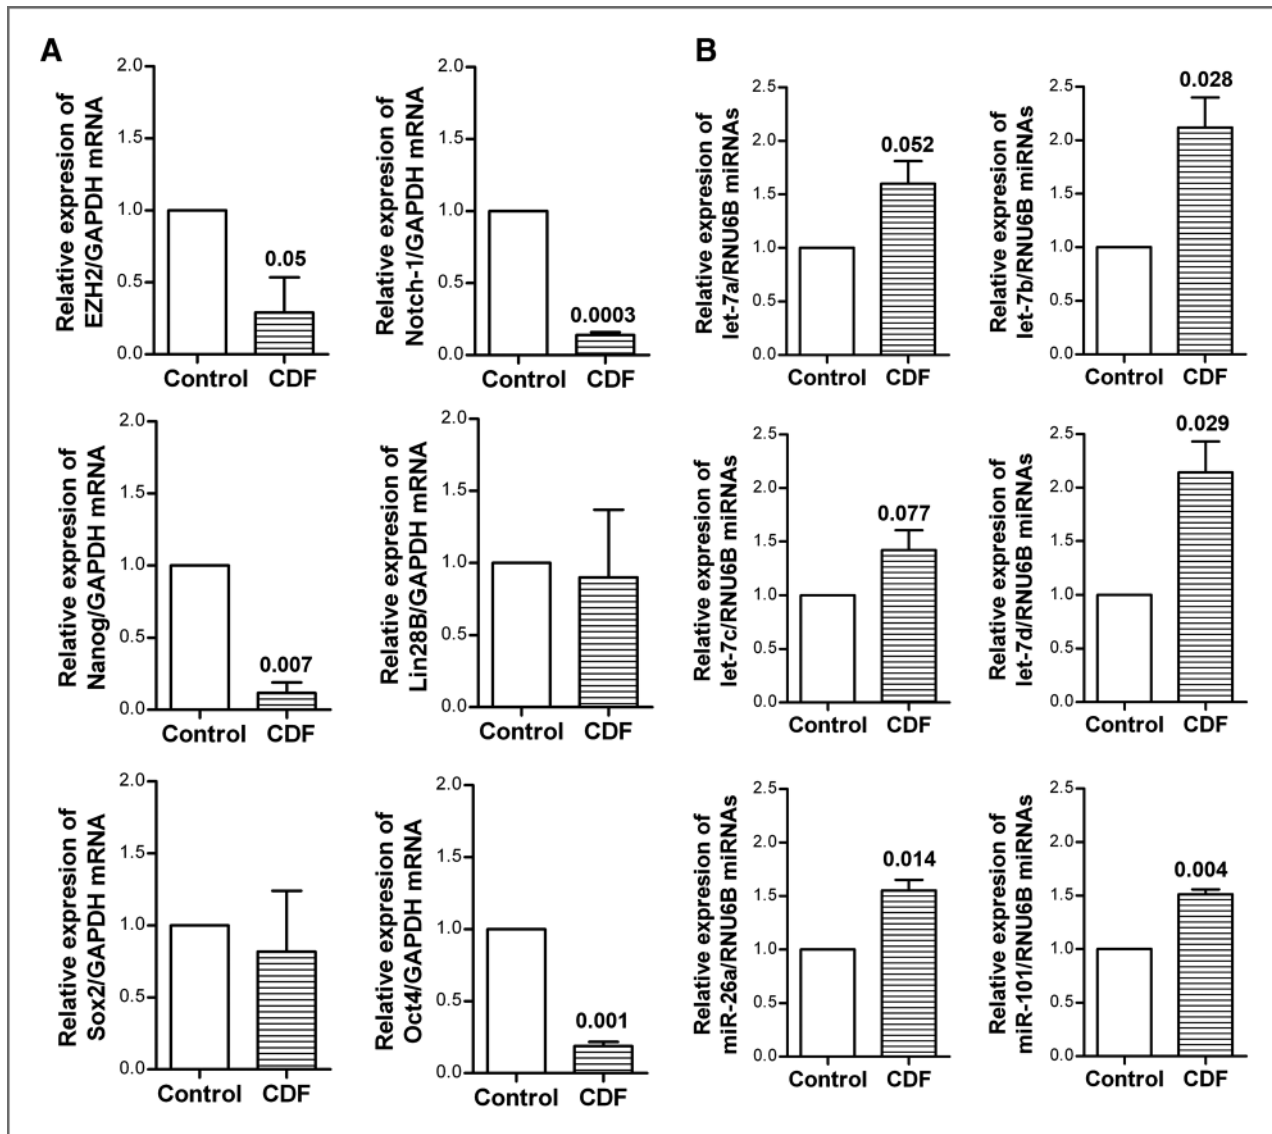 A
Relative expresion of
EZH2/GAPDH mRNA
2.0
1.5
1.0
0.5
0.0
0.05
Control
CDF
Relative expresion of
Notch-1/GAPDH mRNA
2.0
1.5
1.0
0.5
0.0
0.0003
Control
CDF
Relative expresion of
Nanog/GAPDH mRNA
2.0
1.5
1.0
0.5
0.0
0.007
Control
CDF
Relative expresion of
Lin28B/GAPDH mRNA
2.0
1.5
1.0
0.5
0.0
Control
CDF
Relative expresion of
Sox2/GAPDH mRNA
2.0
1.5
1.0
0.5
0.0
Control
CDF
Relative expresion of
Oct4/GAPDH mRNA
2.0
1.5
1.0
0.5
0.0
0.001
Control
CDF
B
Relative expresion of
let-7a/RNU6B miRNAs
2.5
2.0
1.5
1.0
0.5
0.0
0.052
Control
CDF
Relative expresion of
let-7b/RNU6B miRNAs
2.5
2.0
1.5
1.0
0.5
0.0
0.028
Control
CDF
Relative expresion of
let-7c/RNU6B miRNAs
2.5
2.0
1.5
1.0
0.5
0.0
0.077
Control
CDF
Relative expresion of
let-7d/RNU6B miRNAs
2.5
2.0
1.5
1.0
0.5
0.0
0.029
Control
CDF
Relative expresion of
miR-26a/RNU6B miRNAs
2.5
2.0
1.5
1.0
0.5
0.0
0.014
Control
CDF
Relative expresion of
miR-101/RNU6B miRNAs
2.5
2.0
1.5
1.0
0.5
0.0
0.004
Control
CDF